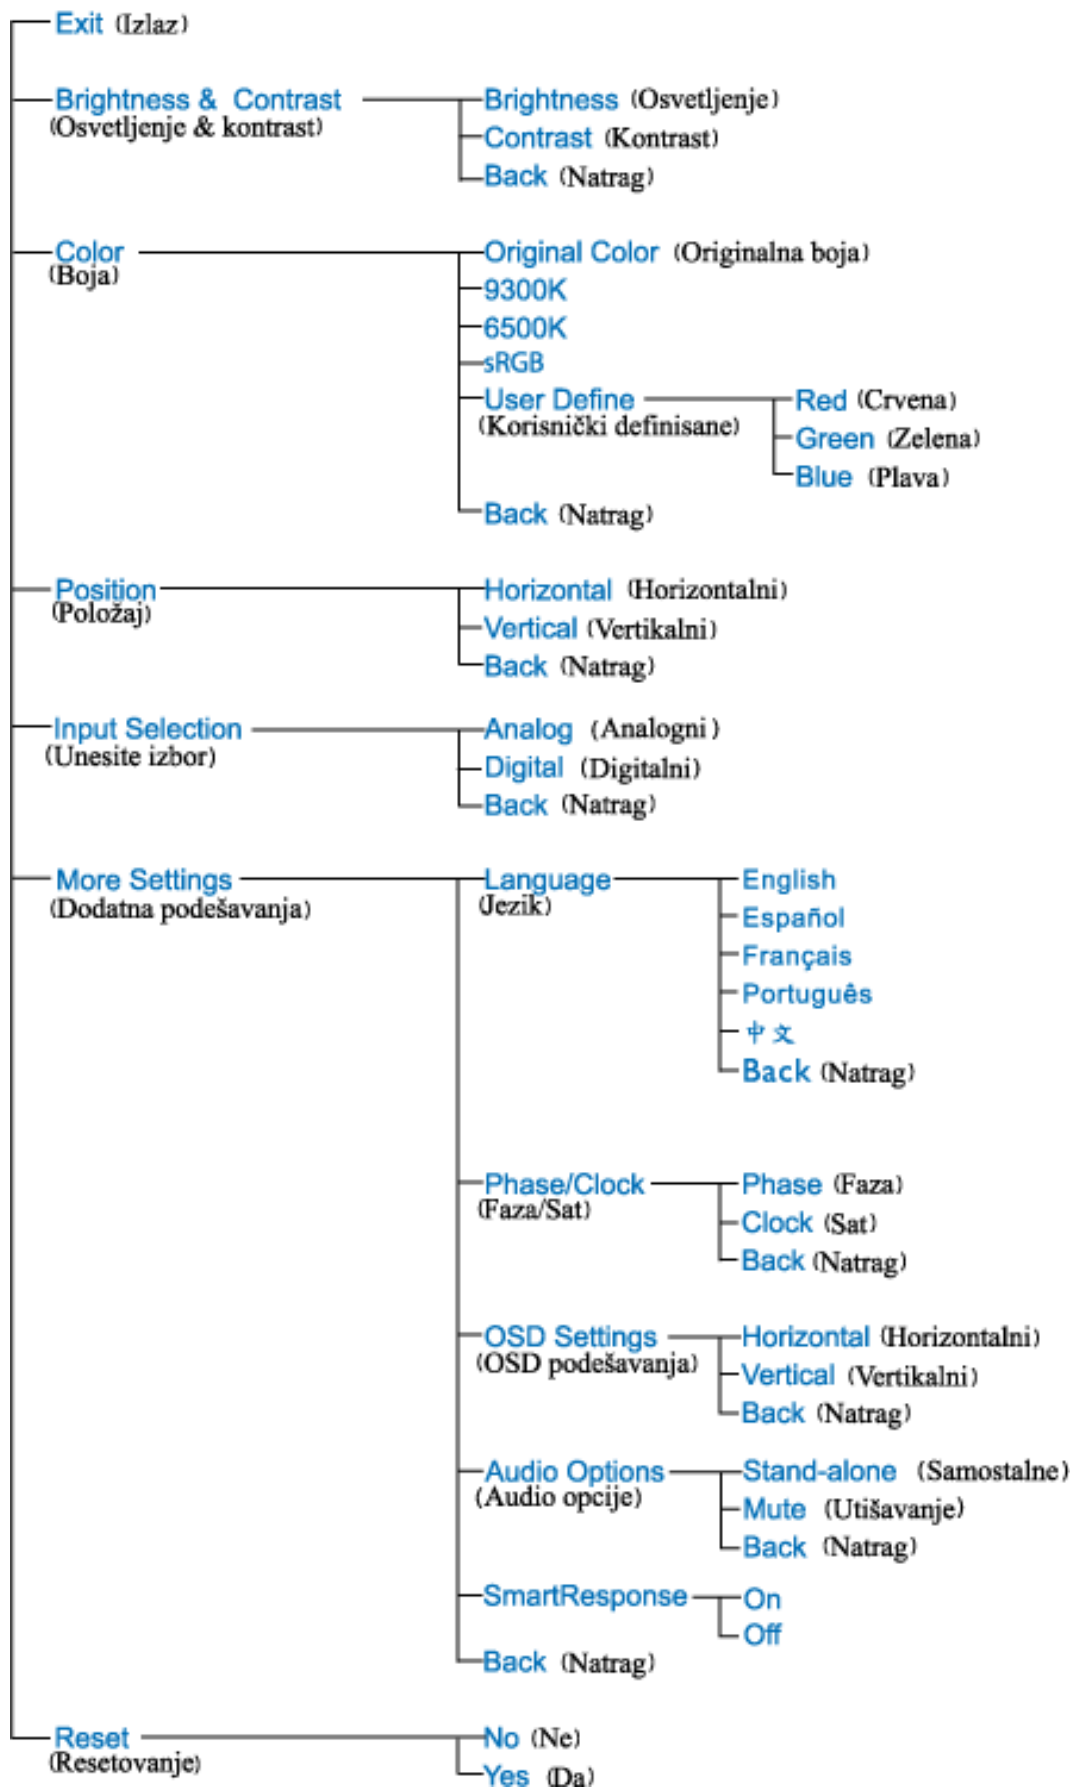 Exit (Izlaz)
Brightness & Contrast
(Osvetljenje & kontrast)
Brightness (Osvetljenje)
Contrast (Kontrast)
Back (Natrag)
Color
(Boja)
Original Color (Originalna boja)
9300K
6500K
sRGB
User Define
(Korisnički definisane)
Red (Crvena)
Green (Zelena)
Blue (Plava)
Back (Natrag)
Position
(Položaj)
Horizontal (Horizontalni)
Vertical (Vertikalni)
Back (Natrag)
Input Selection
(Unesite izbor)
Analog (Analogni)
Digital (Digitalni)
Back (Natrag)
More Settings
(Dodatna podešavanja)
Language
(Jezik)
English
Español
Français
Português
中文
Back (Natrag)
Phase/Clock
(Faza/Sat)
Phase (Faza)
Clock (Sat)
Back (Natrag)
OSD Settings
(OSD podešavanja)
Horizontal (Horizontalni)
Vertical (Vertikalni)
Back (Natrag)
Audio Options
(Audio opcije)
Stand-alone (Samostalne)
Mute (Utišavanje)
Back (Natrag)
SmartResponse
On
Off
Back (Natrag)
Reset
(Resetovanje)
No (Ne)
Yes (Da)